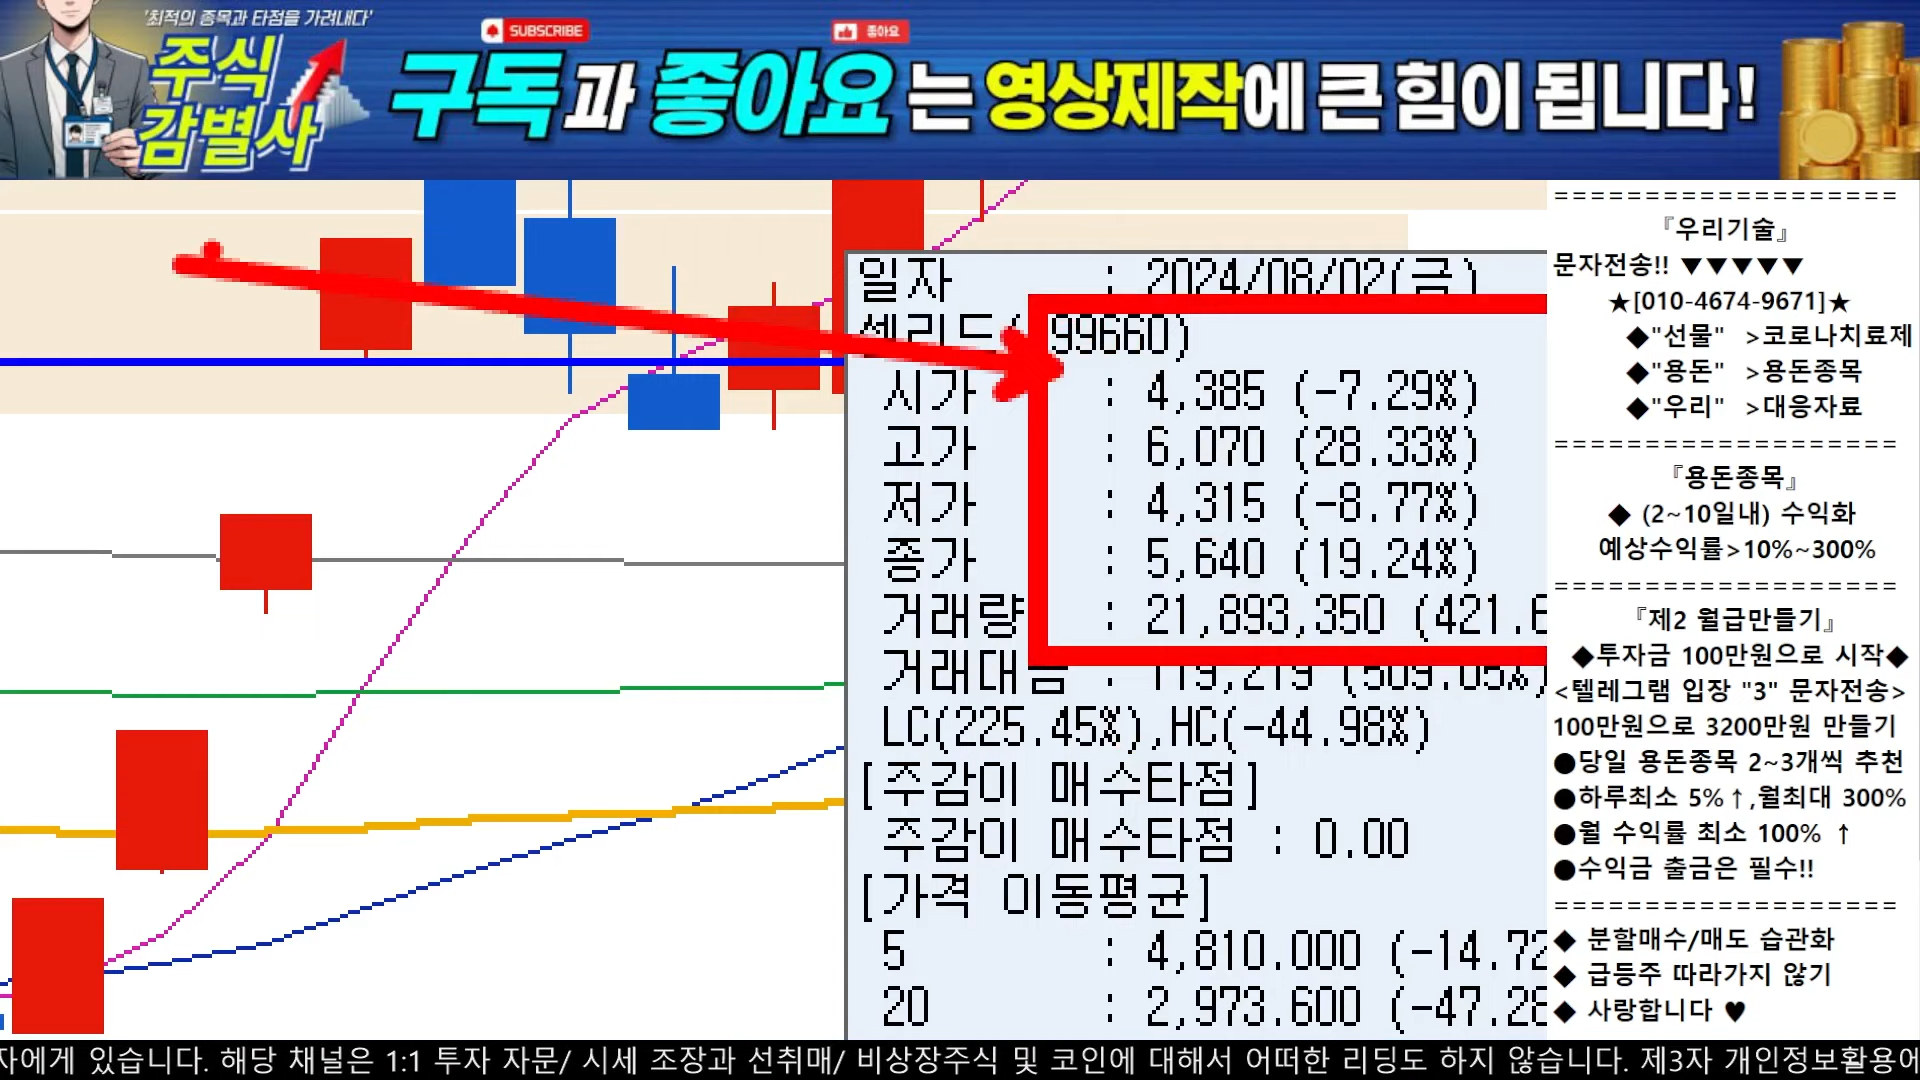 '최적의 종목과 타점을 가려내다'
주식
감별사
SUBSCRIBE
좋아요
구독과 좋아요는 영상제작에 큰 힘이 됩니다!
일자 : 2024/08/02(금)
셀리드( 99660)
시가 : 4,385 (-7.29%)
고가 : 6,070 (28.33%)
저가 : 4,315 (-8.77%)
종가 : 5,640 (19.24%)
거래량 : 21,893,350 (421.6
거래대금 : 119,219 (509.05%)
LC(225.45%),HC(-44.98%)
[주감이 매수타점]
주감이 매수타점 : 0.00
[가격 이동평균]
5 : 4,810.000 (-14.72
20 : 2,973.600 (-47.28
===================
『우리기술』
문자전송!! ▼▼▼▼▼
★[010-4674-9671]★
◆"선물" >코로나치료제
◆"용돈" >용돈종목
◆"우리" >대응자료
===================
『용돈종목』
◆ (2~10일내) 수익화
예상수익률>10%~300%
===================
『제2 월급만들기』
◆투자금 100만원으로 시작◆
<텔레그램 입장 "3" 문자전송>
100만원으로 3200만원 만들기
●당일 용돈종목 2~3개씩 추천
●하루최소 5%↑,월최대 300%
●월 수익률 최소 100% ↑
●수익금 출금은 필수!!
===================
◆ 분할매수/매도 습관화
◆ 급등주 따라가지 않기
◆ 사랑합니다 ♥
자에게 있습니다. 해당 채널은 1:1 투자 자문/ 시세 조장과 선취매/ 비상장주식 및 코인에 대해서 어떠한 리딩도 하지 않습니다. 제3자 개인정보활용에